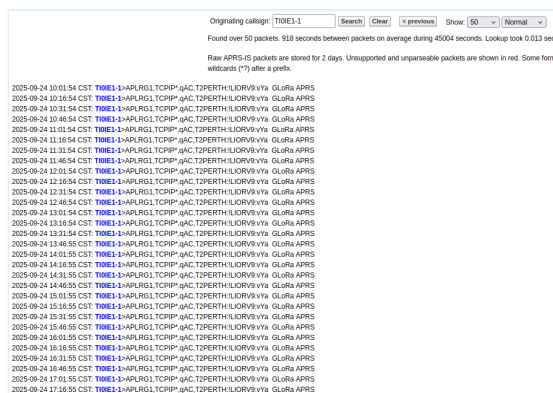 Originating callsign: TI0IE1-1 Search Clear < previous Show: 50 Normal
Found over 50 packets. 918 seconds between packets on average during 45004 seconds. Lookup took 0.013
Raw APRS-IS packets are stored for 2 days. Unsupported and unparseable packets are shown in red. Some
wildcards (*?) after a prefix.
2025-09-24 10:01:54 CST: TI0IE1-1>APLRG1,TCPIP*,qAC,T2PERTH:!LIORV9:vYa GLoRa APRS
2025-09-24 10:16:54 CST: TI0IE1-1>APLRG1,TCPIP*,qAC,T2PERTH:!LIORV9:vYa GLoRa APRS
2025-09-24 10:31:54 CST: TI0IE1-1>APLRG1,TCPIP*,qAC,T2PERTH:!LIORV9:vYa GLoRa APRS
2025-09-24 10:46:54 CST: TI0IE1-1>APLRG1,TCPIP*,qAC,T2PERTH:!LIORV9:vYa GLoRa APRS
2025-09-24 11:01:54 CST: TI0IE1-1>APLRG1,TCPIP*,qAC,T2PERTH:!LIORV9:vYa GLoRa APRS
2025-09-24 11:16:54 CST: TI0IE1-1>APLRG1,TCPIP*,qAC,T2PERTH:!LIORV9:vYa GLoRa APRS
2025-09-24 11:31:54 CST: TI0IE1-1>APLRG1,TCPIP*,qAC,T2PERTH:!LIORV9:vYa GLoRa APRS
2025-09-24 11:46:54 CST: TI0IE1-1>APLRG1,TCPIP*,qAC,T2PERTH:!LIORV9:vYa GLoRa APRS
2025-09-24 12:01:54 CST: TI0IE1-1>APLRG1,TCPIP*,qAC,T2PERTH:!LIORV9:vYa GLoRa APRS
2025-09-24 12:16:54 CST: TI0IE1-1>APLRG1,TCPIP*,qAC,T2PERTH:!LIORV9:vYa GLoRa APRS
2025-09-24 12:31:54 CST: TI0IE1-1>APLRG1,TCPIP*,qAC,T2PERTH:!LIORV9:vYa GLoRa APRS
2025-09-24 12:46:54 CST: TI0IE1-1>APLRG1,TCPIP*,qAC,T2PERTH:!LIORV9:vYa GLoRa APRS
2025-09-24 13:01:54 CST: TI0IE1-1>APLRG1,TCPIP*,qAC,T2PERTH:!LIORV9:vYa GLoRa APRS
2025-09-24 13:16:54 CST: TI0IE1-1>APLRG1,TCPIP*,qAC,T2PERTH:!LIORV9:vYa GLoRa APRS
2025-09-24 13:31:54 CST: TI0IE1-1>APLRG1,TCPIP*,qAC,T2PERTH:!LIORV9:vYa GLoRa APRS
2025-09-24 13:46:55 CST: TI0IE1-1>APLRG1,TCPIP*,qAC,T2PERTH:!LIORV9:vYa GLoRa APRS
2025-09-24 14:01:55 CST: TI0IE1-1>APLRG1,TCPIP*,qAC,T2PERTH:!LIORV9:vYa GLoRa APRS
2025-09-24 14:16:55 CST: TI0IE1-1>APLRG1,TCPIP*,qAC,T2PERTH:!LIORV9:vYa GLoRa APRS
2025-09-24 14:31:55 CST: TI0IE1-1>APLRG1,TCPIP*,qAC,T2PERTH:!LIORV9:vYa GLoRa APRS
2025-09-24 14:46:55 CST: TI0IE1-1>APLRG1,TCPIP*,qAC,T2PERTH:!LIORV9:vYa GLoRa APRS
2025-09-24 15:01:55 CST: TI0IE1-1>APLRG1,TCPIP*,qAC,T2PERTH:!LIORV9:vYa GLoRa APRS
2025-09-24 15:16:55 CST: TI0IE1-1>APLRG1,TCPIP*,qAC,T2PERTH:!LIORV9:vYa GLoRa APRS
2025-09-24 15:31:55 CST: TI0IE1-1>APLRG1,TCPIP*,qAC,T2PERTH:!LIORV9:vYa GLoRa APRS
2025-09-24 15:46:55 CST: TI0IE1-1>APLRG1,TCPIP*,qAC,T2PERTH:!LIORV9:vYa GLoRa APRS
2025-09-24 16:01:55 CST: TI0IE1-1>APLRG1,TCPIP*,qAC,T2PERTH:!LIORV9:vYa GLoRa APRS
2025-09-24 16:16:55 CST: TI0IE1-1>APLRG1,TCPIP*,qAC,T2PERTH:!LIORV9:vYa GLoRa APRS
2025-09-24 16:31:55 CST: TI0IE1-1>APLRG1,TCPIP*,qAC,T2PERTH:!LIORV9:vYa GLoRa APRS
2025-09-24 16:46:55 CST: TI0IE1-1>APLRG1,TCPIP*,qAC,T2PERTH:!LIORV9:vYa GLoRa APRS
2025-09-24 17:01:55 CST: TI0IE1-1>APLRG1,TCPIP*,qAC,T2PERTH:!LIORV9:vYa GLoRa APRS
2025-09-24 17:16:55 CST: TI0IE1-1>APLRG1,TCPIP*,qAC,T2PERTH:!LIORV9:vYa GLoRa APRS